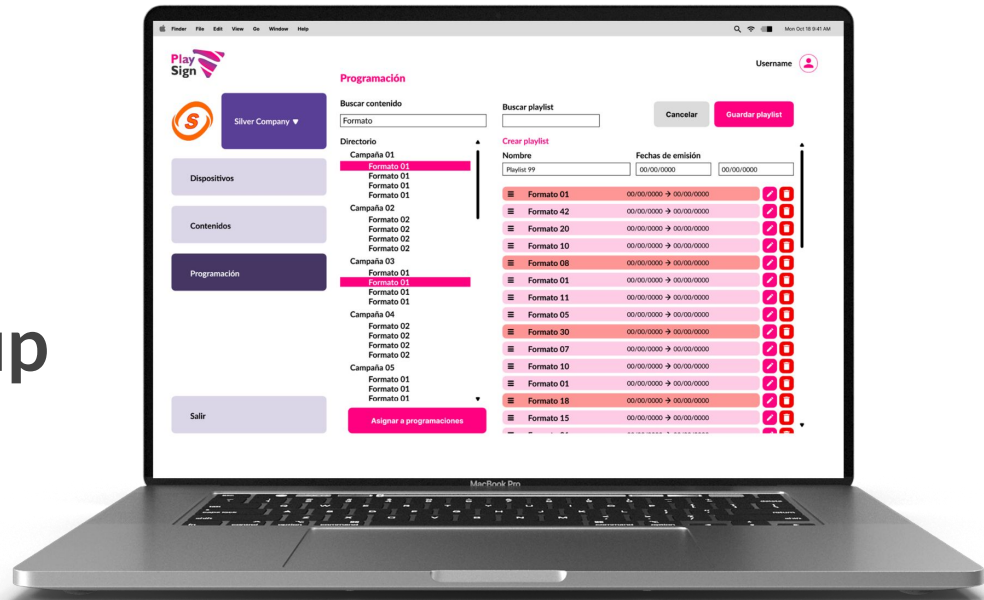 Finder File Edit View Go Window Help
Mon Oct 18 9:41 AM
Play
Sign
Username
Programación
Silver Company
Dispositivos
Contenidos
Programación
Salir
Buscar contenido
Formato
Directorio
Campaña 01
Formato 01
Formato 01
Formato 01
Formato 01
Campaña 02
Formato 02
Formato 02
Formato 02
Formato 02
Campaña 03
Formato 01
Formato 01
Formato 01
Formato 01
Campaña 04
Formato 02
Formato 02
Formato 02
Formato 02
Campaña 05
Formato 01
Formato 01
Formato 01
Asignar a programaciones
Buscar playlist
Cancelar
Guardar playlist
Crear playlist
Nombre Fechas de emisión
Playlist 99 00/00/0000 00/00/0000
Formato 01 00/00/0000 → 00/00/0000
Formato 42 00/00/0000 → 00/00/0000
Formato 20 00/00/0000 → 00/00/0000
Formato 10 00/00/0000 → 00/00/0000
Formato 08 00/00/0000 → 00/00/0000
Formato 01 00/00/0000 → 00/00/0000
Formato 11 00/00/0000 → 00/00/0000
Formato 05 00/00/0000 → 00/00/0000
Formato 30 00/00/0000 → 00/00/0000
Formato 07 00/00/0000 → 00/00/0000
Formato 10 00/00/0000 → 00/00/0000
Formato 01 00/00/0000 → 00/00/0000
Formato 18 00/00/0000 → 00/00/0000
Formato 15 00/00/0000 → 00/00/0000
up
MacBook Pro